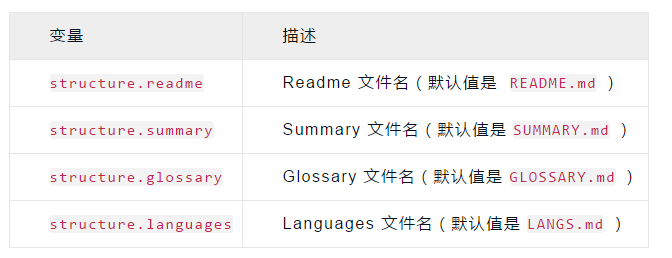 变量 描述
structure.readme Readme 文件名（默认值是 README.md ）
structure.summary Summary 文件名（默认值是 SUMMARY.md ）
structure.glossary Glossary 文件名（默认值是 GLOSSARY.md ）
structure.languages Languages 文件名（默认值是 LANGS.md ）